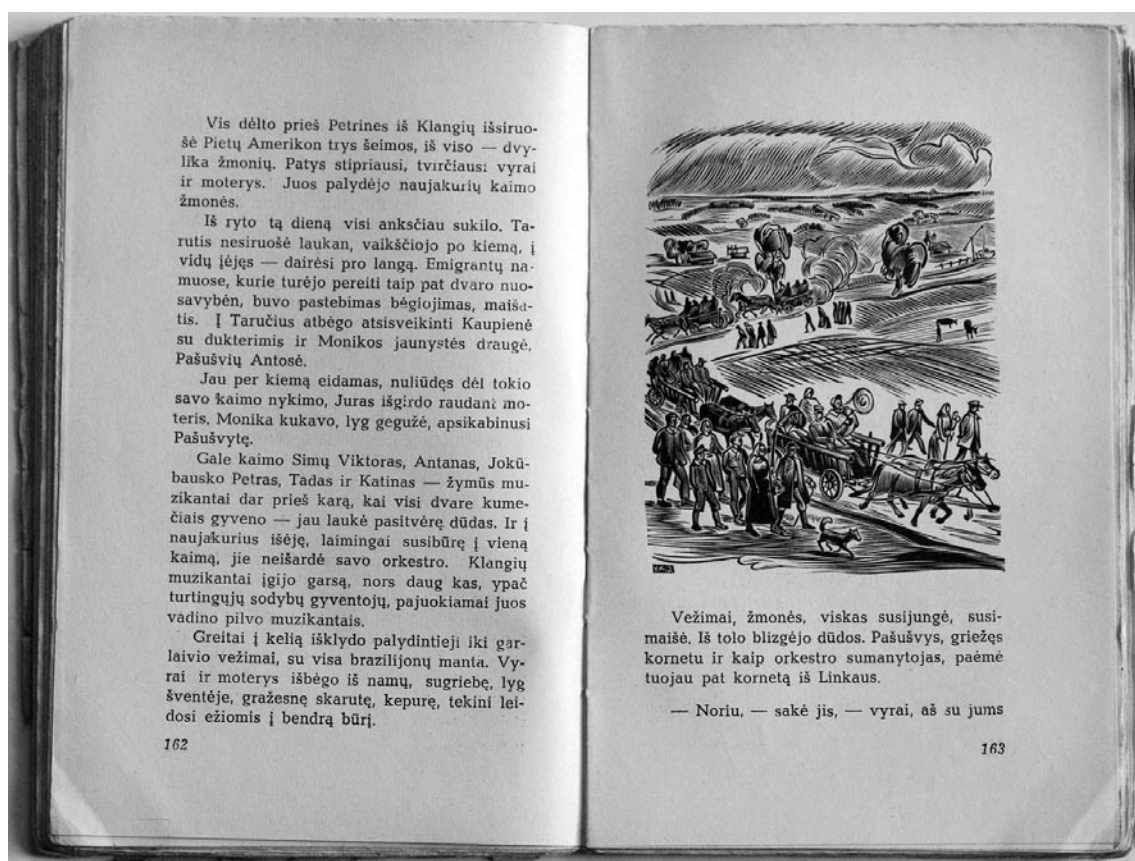 Vis dėlto prieš Petrines iš Klangių išsiruo-
šė Pietų Amerikon trys šeimos, iš viso — dvy-
lika žmonių. Patys stipriausi, tvirčiausi vyrai
ir moterys. Juos palydėjo naujakurių kaimo
žmonės.
Iš ryto tą dieną visi anksčiau sukilo. Ta-
rutis nesiruošė laukan, vaikščiojo po kiemą, į
vidų įėjęs — dairėsi pro langą. Emigrantų na-
muose, kurie turėjo pereiti taip pat dvaro nuo-
savybėn, buvo pastebimas bėgiojimas, maiša-
tis. Į Taručius atbėgo atsisveikinti Kaupienė
su dukterimis ir Monikos jaunystės draugė,
Pašušvių Antosė.
Jau per kiemą eidamas, nuliūdęs dėl tokio
savo kaimo nykimo, Juras išgirdo raudant mo-
teris. Monika kukavo, lyg gegužė, apsikabinusi
Pašušvytę.
Gale kaimo Simų Viktoras, Antanas, Jokū-
bausko Petras, Tadas ir Katinas — žymūs mu-
zikantai dar prieš karą, kai visi dvare kume-
čiais gyveno — jau laukė pasitvėrę dūdas. Ir į
naujakurius išėję, laimingai susibūrę į vieną
kaimą, jie neišardė savo orkestro. Klangių
muzikantai įgijo garsą, nors daug kas, ypač
turtingųjų sodybų gyventojų, pajuokiamai juos
vadino pilvo muzikantais.
Greitai į kelią išklydo palydintieji iki gar-
laivio vežimai, su visa brazilijonų manta. Vy-
rai ir moterys išbėgo iš namų, sugriebę, lyg
šventėje, gražesnę skarutę, kepurę, tekini lei-
dosi ežiomis į bendrą būrį.
162
Vežimai, žmonės, viskas susijungė, susi-
maišė. Iš tolo blizgėjo dūdos. Pašušvys, griežęs
kornetu ir kaip orkestro sumanytojas, paėmė
tuojau pat kornetą iš Linkaus.
— Noriu, — sakė jis, — vyrai, aš su jums
163